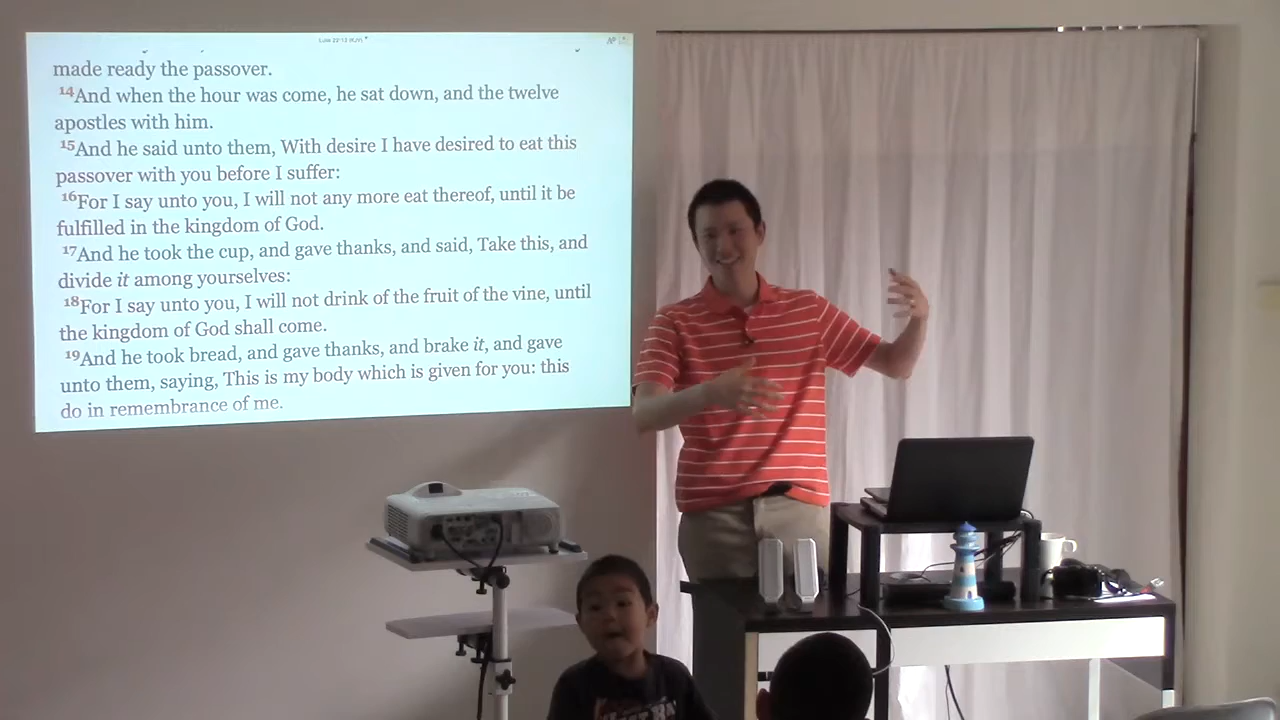 Luke 22:13 (KJV)
made ready the passover.
14And when the hour was come, he sat down, and the twelve
apostles with him.
15And he said unto them, With desire I have desired to eat this
passover with you before I suffer:
16For I say unto you, I will not any more eat thereof, until it be
fulfilled in the kingdom of God.
17And he took the cup, and gave thanks, and said, Take this, and
divide it among yourselves:
18For I say unto you, I will not drink of the fruit of the vine, until
the kingdom of God shall come.
19And he took bread, and gave thanks, and brake it, and gave
unto them, saying, This is my body which is given for you: this
do in remembrance of me.